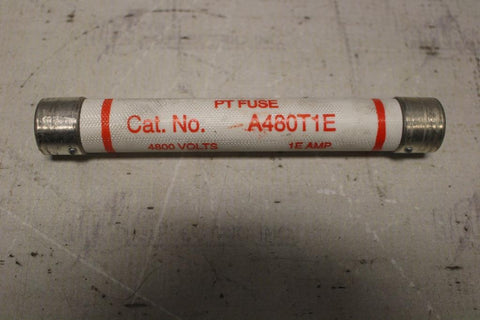 PT FUSE
Cat. No. A480T1E
4800 VOLTS 1E AMP